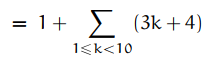 = 1 + ∑ (3k + 4)
1⩽k<10